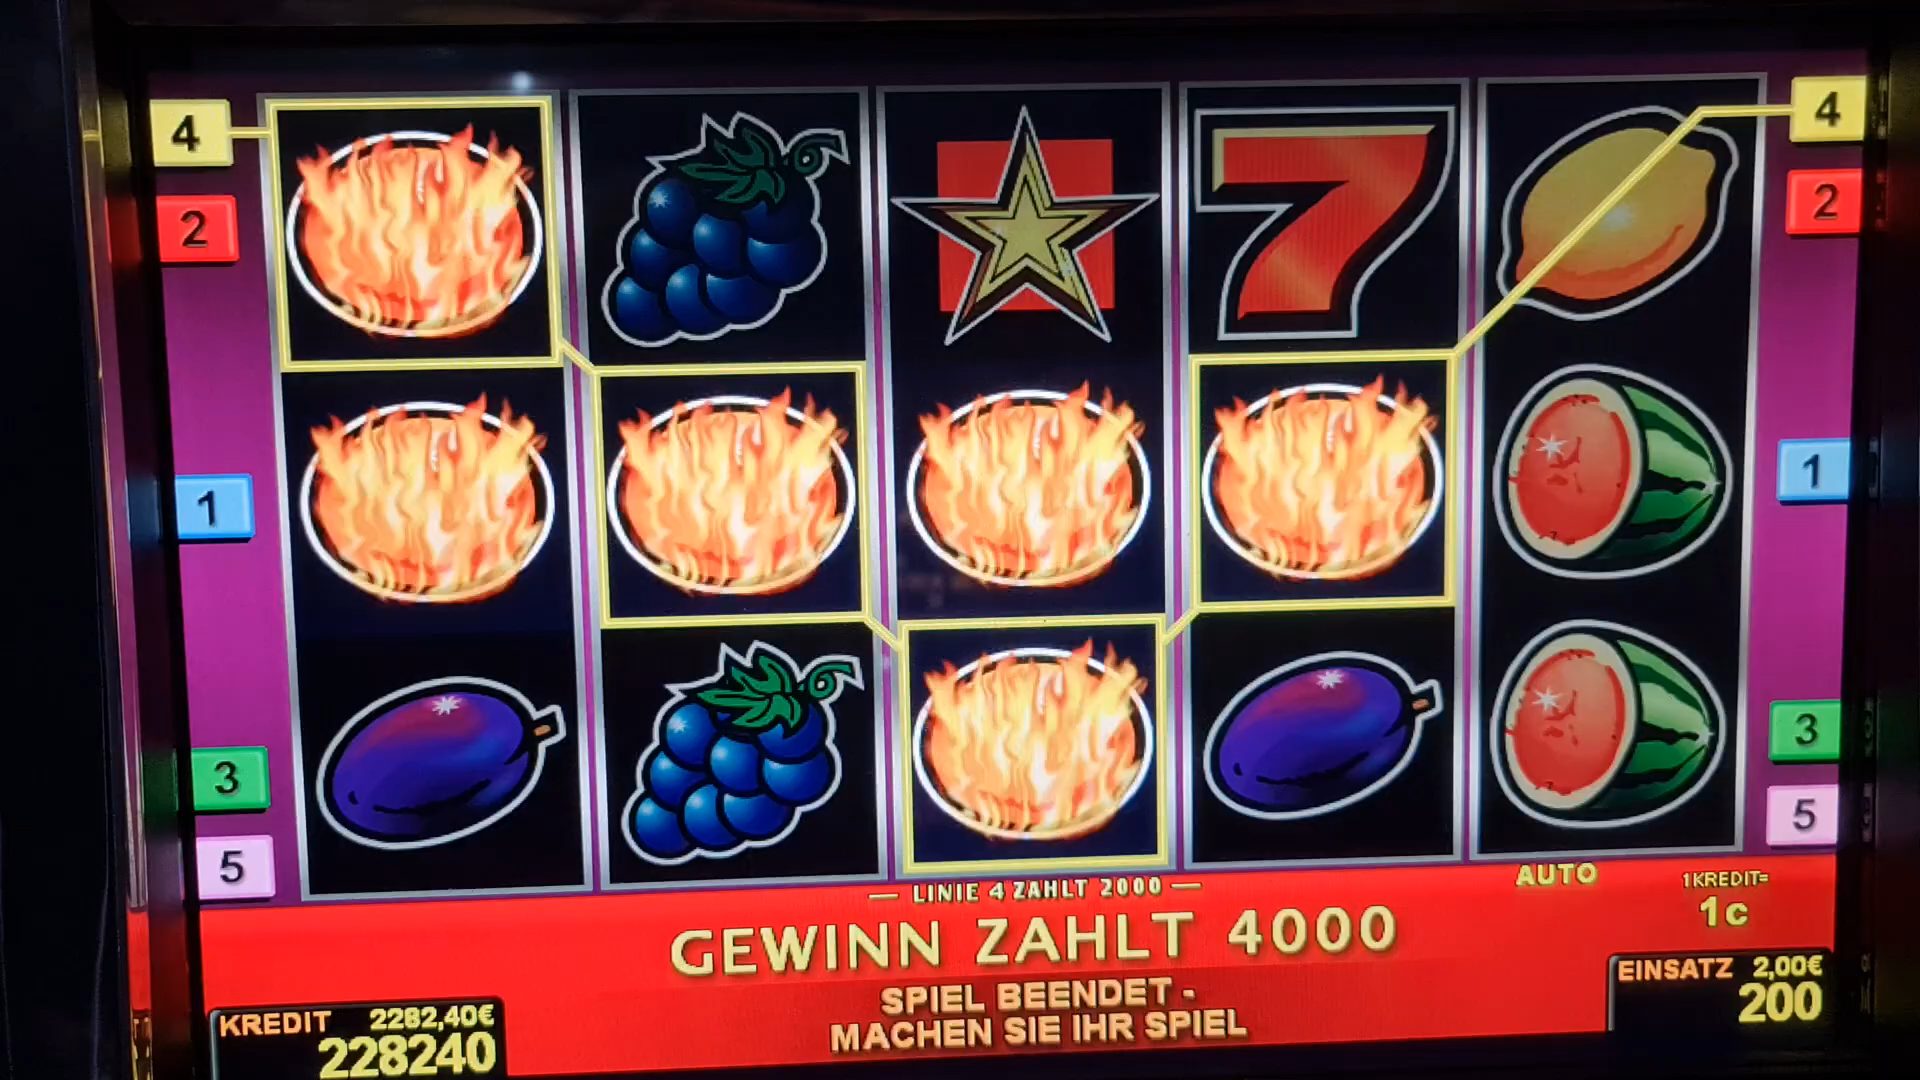 4
4
2
2
1
1
3
3
5
5
LINIE 4 ZAHLT 2000
AUTO
1KREDIT=
1c
GEWINN ZAHLT 4000
SPIEL BEENDET -
MACHEN SIE IHR SPIEL
KREDIT 2282,40€
228240
EINSATZ 2,00€
200